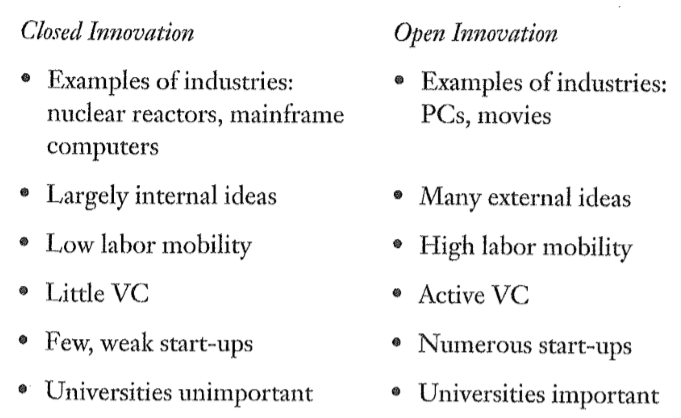 Closed Innovation
• Examples of industries:
nuclear reactors, mainframe
computers
• Largely internal ideas
• Low labor mobility
• Little VC
• Few, weak start-ups
• Universities unimportant
Open Innovation
• Examples of industries:
PCs, movies
• Many external ideas
• High labor mobility
• Active VC
• Numerous start-ups
• Universities important